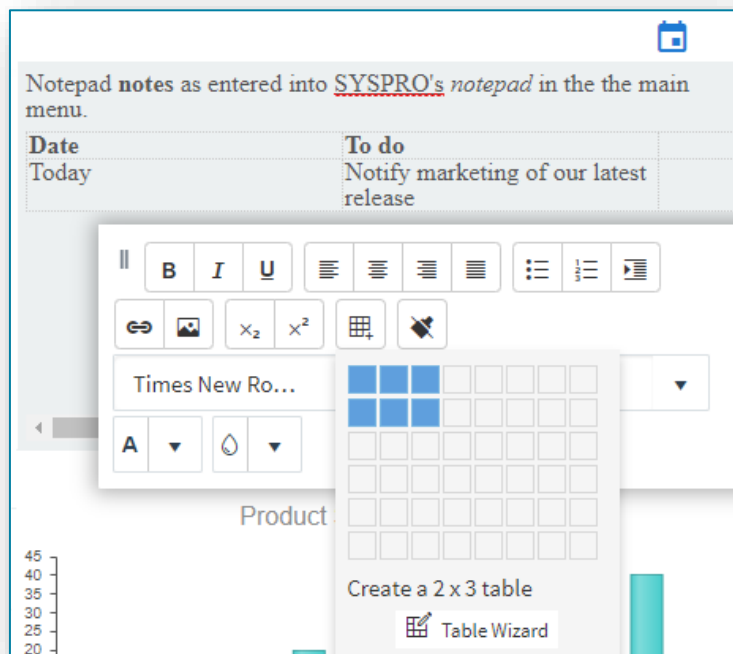 Notepad notes as entered into SYSPRO's notepad in the the main
menu.
Date To do
Today Notify marketing of our latest
release
B I U
x₂ x²
Times New Ro...
A
Product
Create a 2 x 3 table
Table Wizard
45
40
35
30
25
20